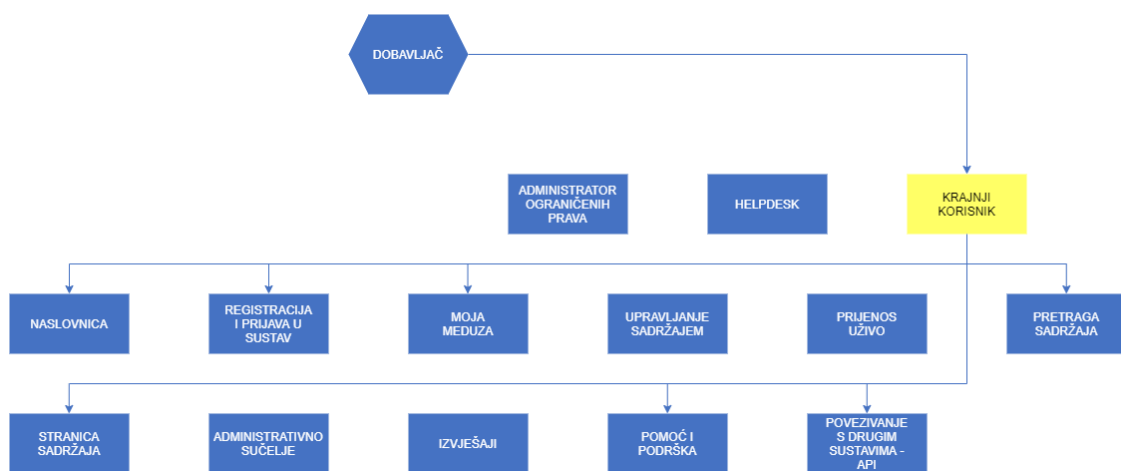 DOBAVLJAČ
ADMINISTRATOR
OGRANIČENIH
PRAVA
HELPDESK
KRAJNJI
KORISNIK
NASLOVNICA
REGISTRACIJA
I PRIJAVA U
SUSTAV
MOJA
MEDUZA
UPRAVLJANJE
SADRŽAJEM
PRIJENOS
UŽIVO
PRETRAGA
SADRŽAJA
STRANICA
SADRŽAJA
ADMINISTRATIVNO
SUČELJE
IZVJEŠAJI
POMOĆ I
PODRŠKA
POVEZIVANJE
S DRUGIM
SUSTAVIMA -
API